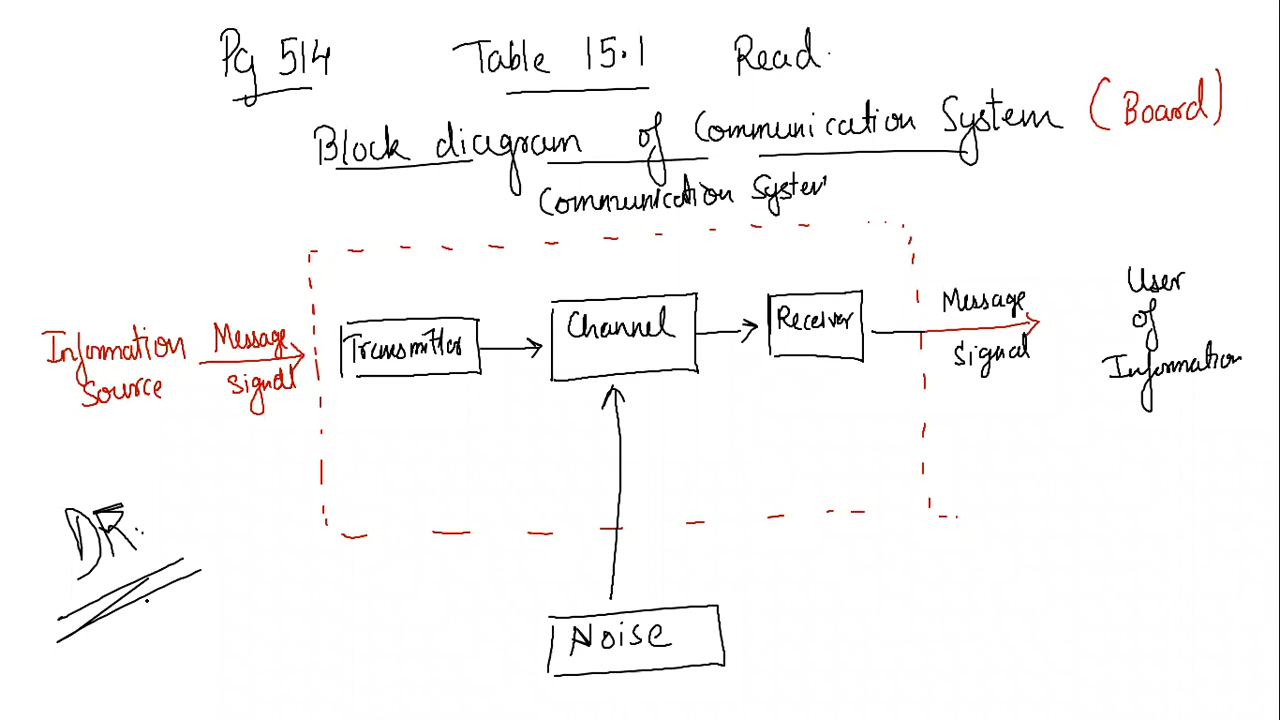 Pg 514 Table 15.1 Read.
Block diagram of Communication System (Board)
Communication System
Information Source
Message Signal
Transmitter
Channel
Receiver
Message Signal
User of Information
DR.
Noise